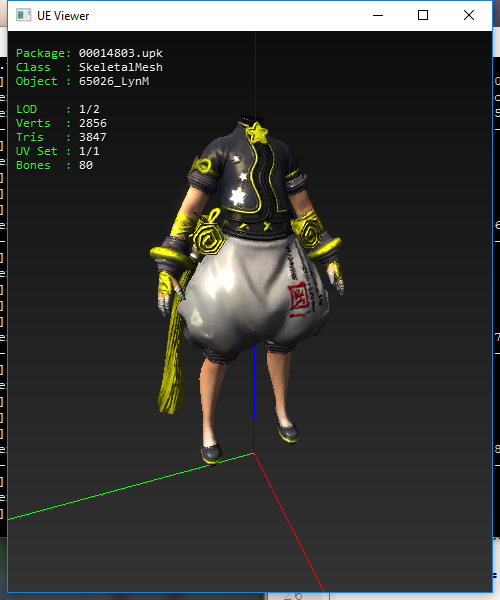 UE Viewer
Package: 00014803.upk
Class : SkeletalMesh
Object : 65026_LynM
LOD : 1/2
Verts : 2856
Tris : 3847
UV Set : 1/1
Bones : 80